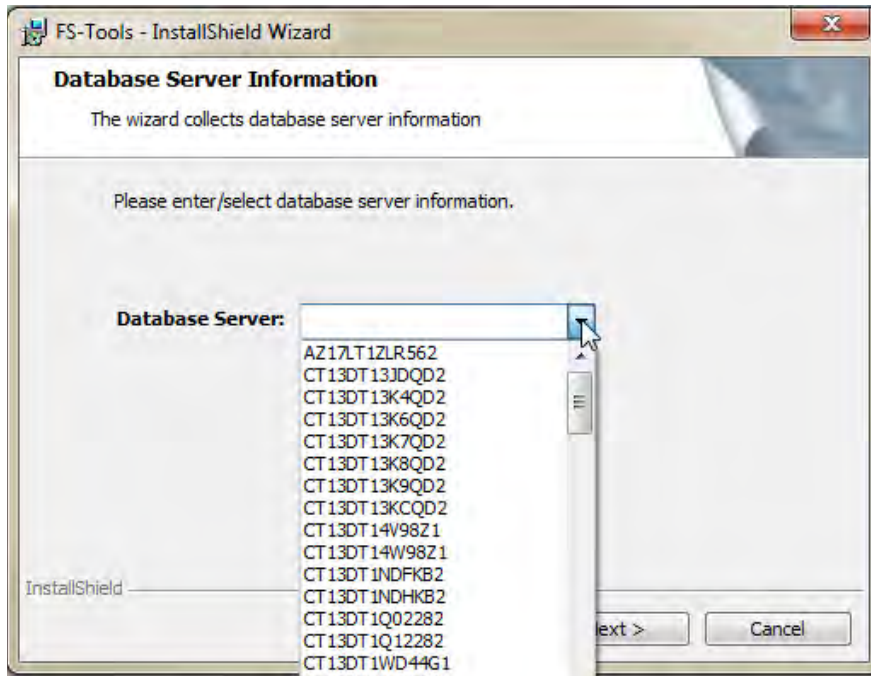 FS-Tools - InstallShield Wizard
Database Server Information
The wizard collects database server information
Please enter/select database server information.
Database Server:
AZ17LT1ZLR562
CT13DT13JDQD2
CT13DT13K4QD2
CT13DT13K6QD2
CT13DT13K7QD2
CT13DT13K8QD2
CT13DT13K9QD2
CT13DT13KCQD2
CT13DT14V98Z1
CT13DT14W98Z1
CT13DT1NDFKB2
InstallShield
CT13DT1NDHKB2
CT13DT1Q02282
CT13DT1Q12282
ext >
Cancel
CT13DT1WD44G1